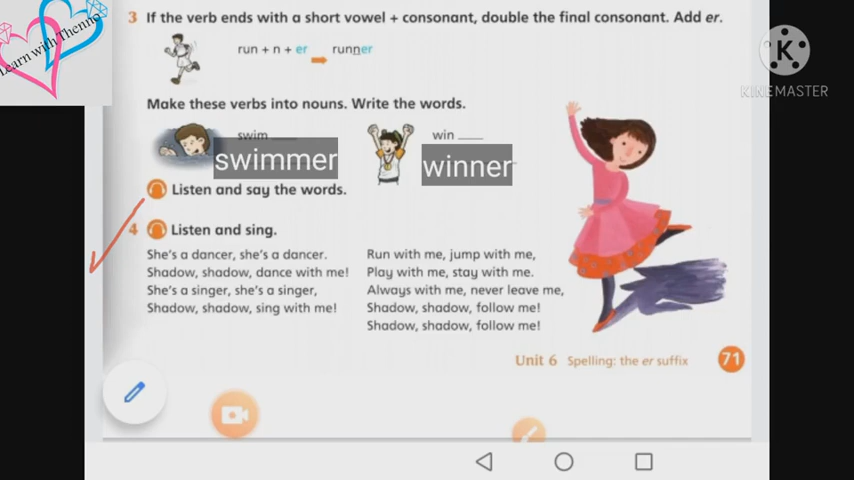 Learn with Thenno
3 If the verb ends with a short vowel + consonant, double the final consonant. Add er.
run + n + er runner
K
KINEMASTER
Make these verbs into nouns. Write the words.
swim ____ win ____
swimmer winner
Listen and say the words.
4 Listen and sing.
She's a dancer, she's a dancer.
Shadow, shadow, dance with me!
She's a singer, she's a singer,
Shadow, shadow, sing with me!
Run with me, jump with me,
Play with me, stay with me.
Always with me, never leave me,
Shadow, shadow, follow me!
Shadow, shadow, follow me!
Unit 6 Spelling: the er suffix 71